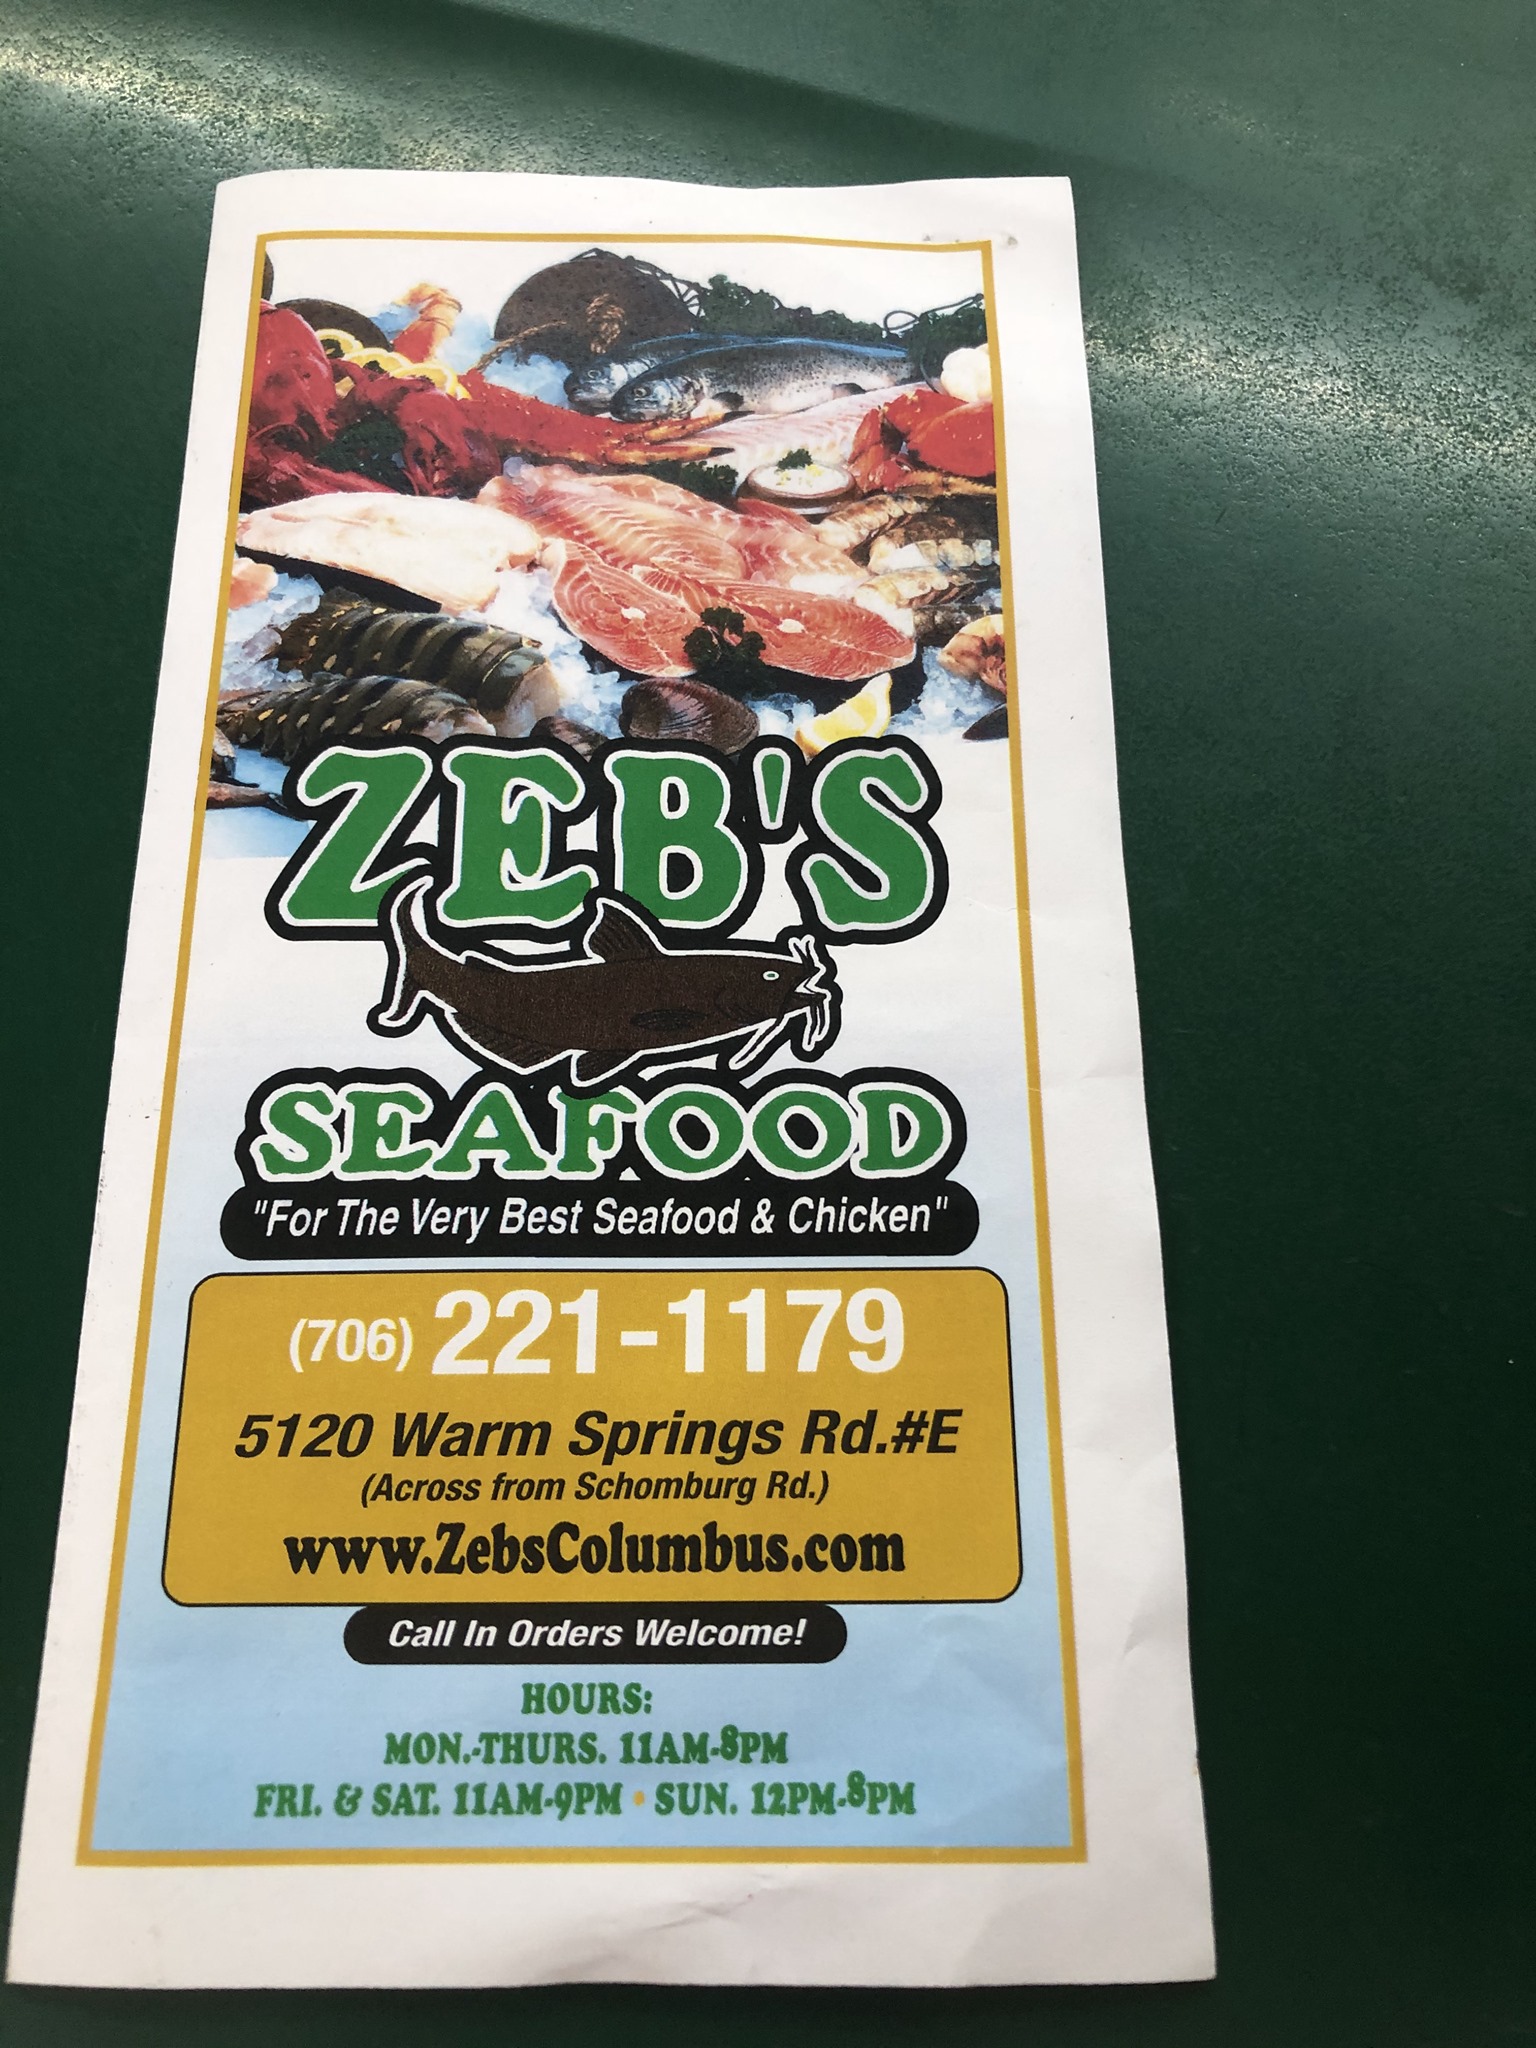 ZEB'S
SEAFOOD
"For The Very Best Seafood & Chicken"
(706) 221-1179
5120 Warm Springs Rd.#E
(Across from Schomburg Rd.)
www.ZebsColumbus.com
Call In Orders Welcome!
HOURS:
MON.-THURS. 11AM-8PM
FRI. & SAT. 11AM-9PM • SUN. 12PM-8PM